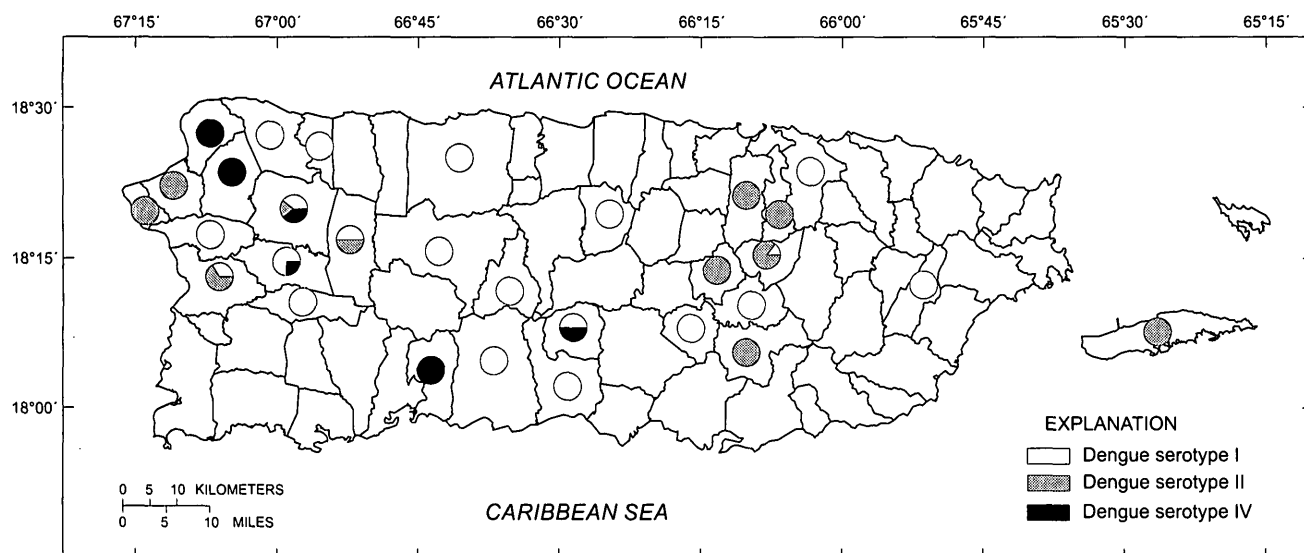 67°15′ 67°00′ 66°45′ 66°30′ 66°15′ 66°00′ 65°45′ 65°30′ 65°15′
ATLANTIC OCEAN
18°30′
18°15′
18°00′
EXPLANATION
Dengue serotype I
Dengue serotype II
Dengue serotype IV
0 5 10 KILOMETERS
0 5 10 MILES
CARIBBEAN SEA